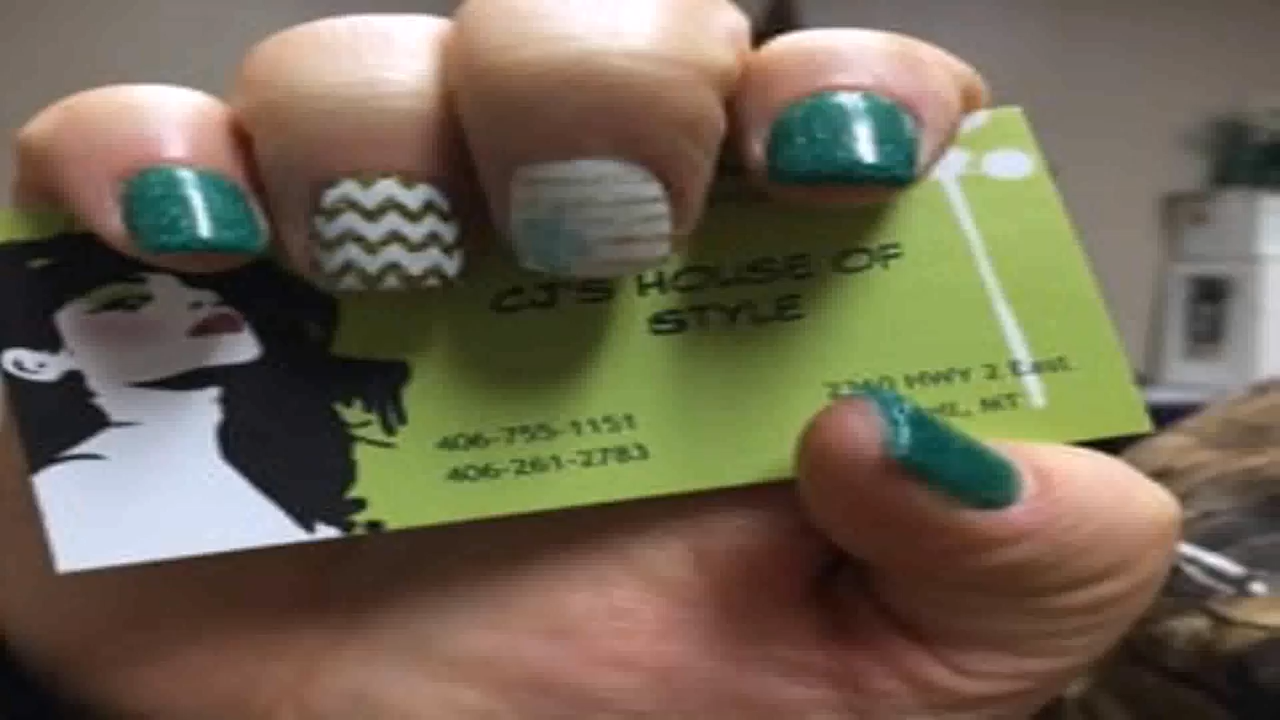 CJ'S HOUSE OF
STYLE
HWY 2 East
MT
406-755-1151
406-261-2783